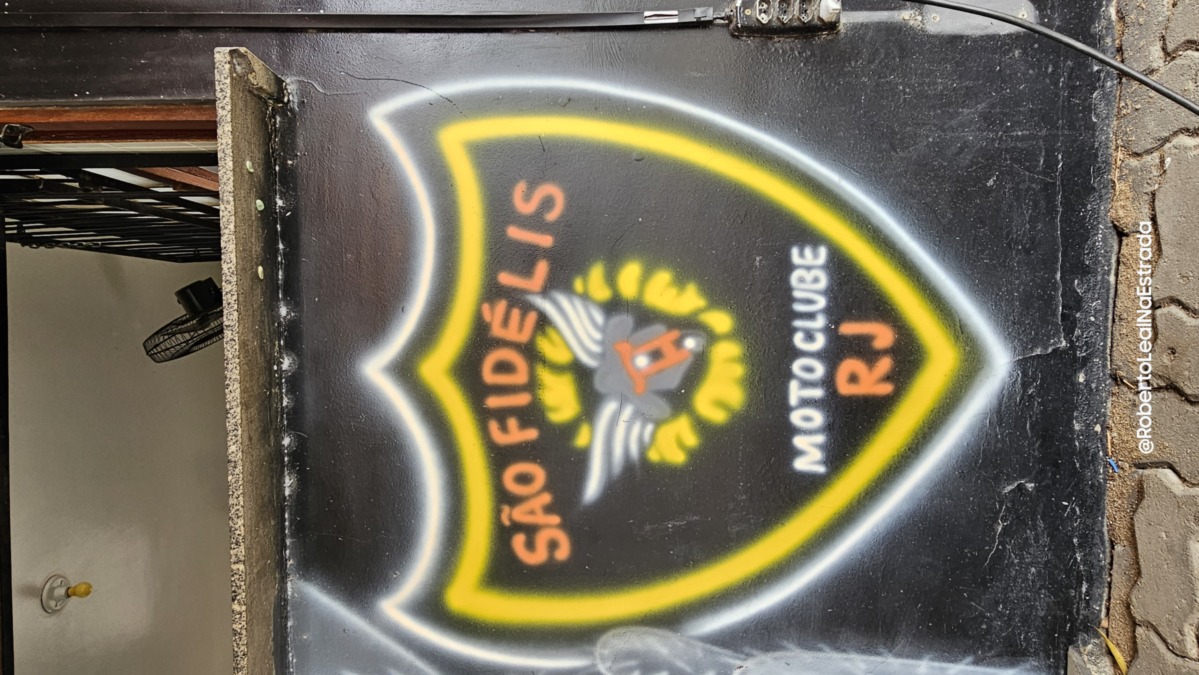 SÃO FIDÉLIS
MOTOCLUBE
RJ
@RobertoLealNaEstrada